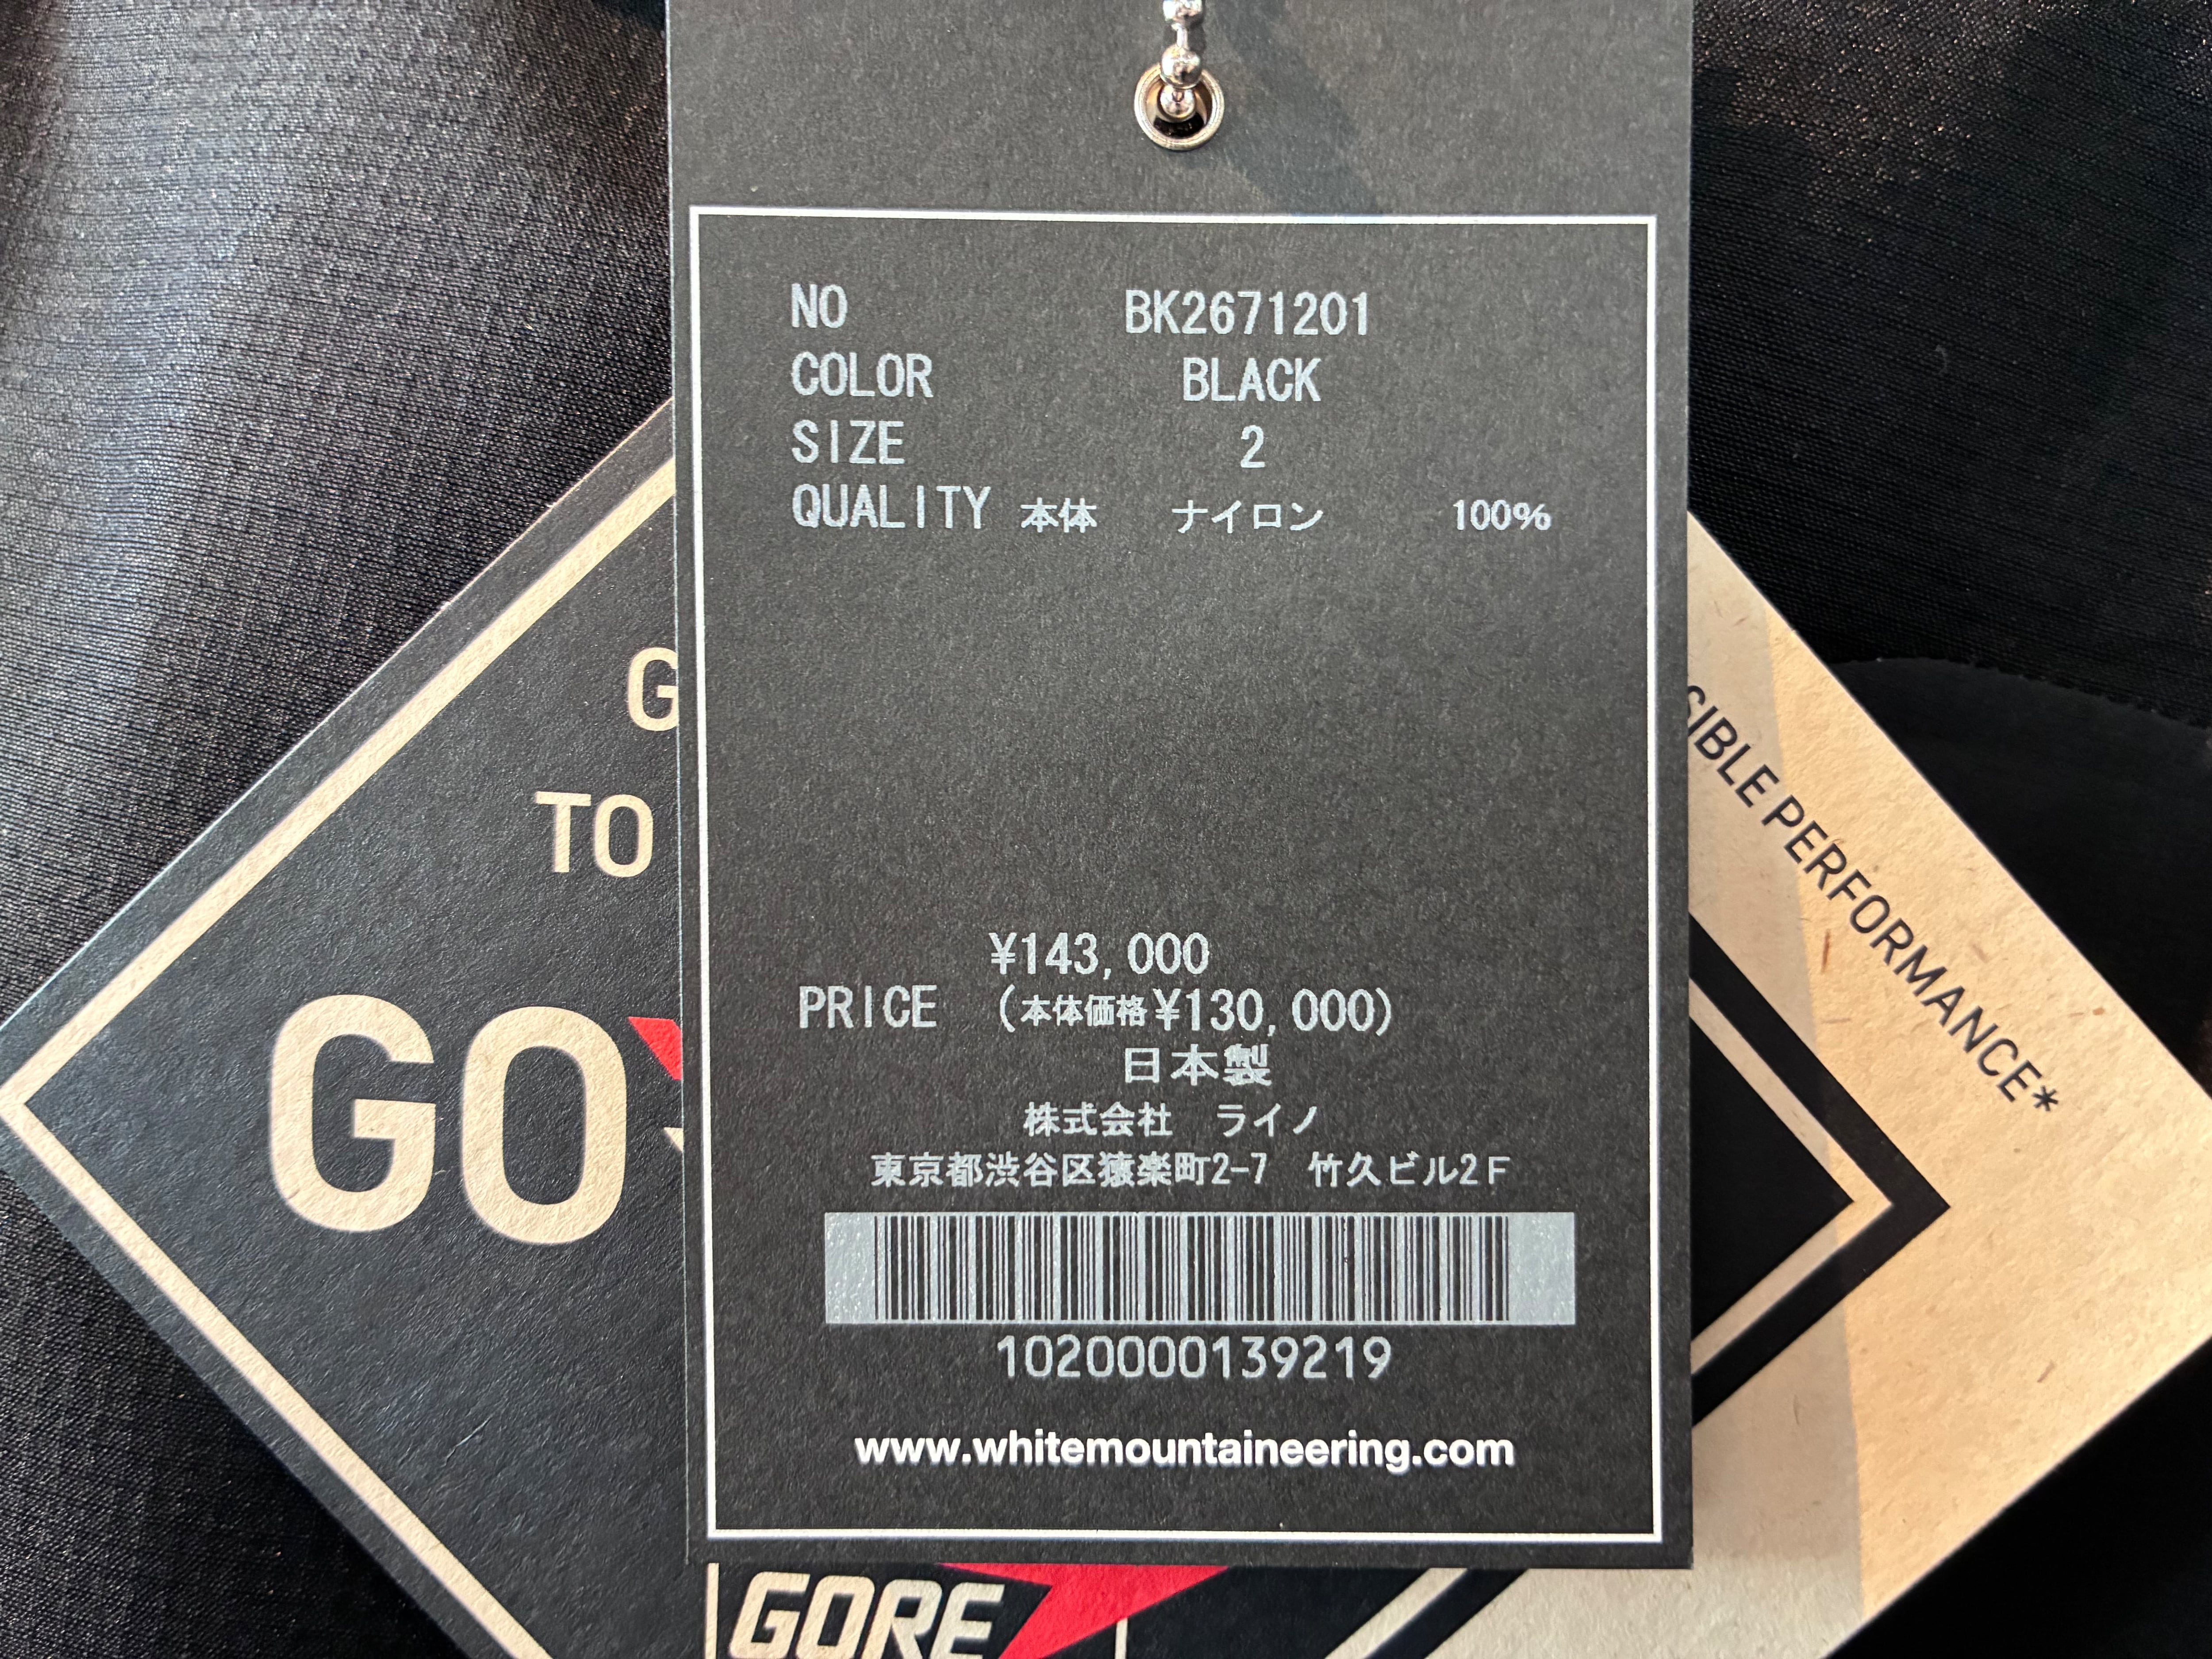 NO BK2671201
COLOR BLACK
SIZE 2
QUALITY 本体 ナイロン 100%
¥143,000
PRICE (本体価格¥130,000)
日本製
株式会社 ライノ
東京都渋谷区猿楽町2-7 竹久ビル2F
1020000139219
www.whitemountaineering.com
G
TO
GO
SIBLE PERFORMANCE*
GORE